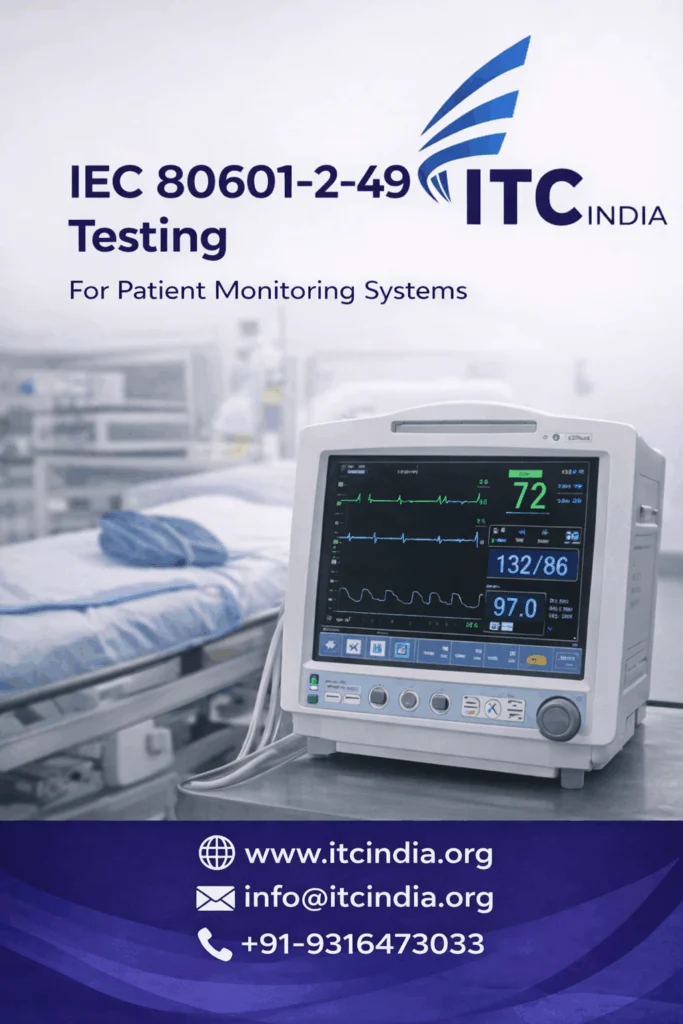 IEC 80601-2-49
Testing
For Patient Monitoring Systems
ITC INDIA
72
132/86
97.0
www.itcindia.org
info@itcindia.org
+91-9316473033